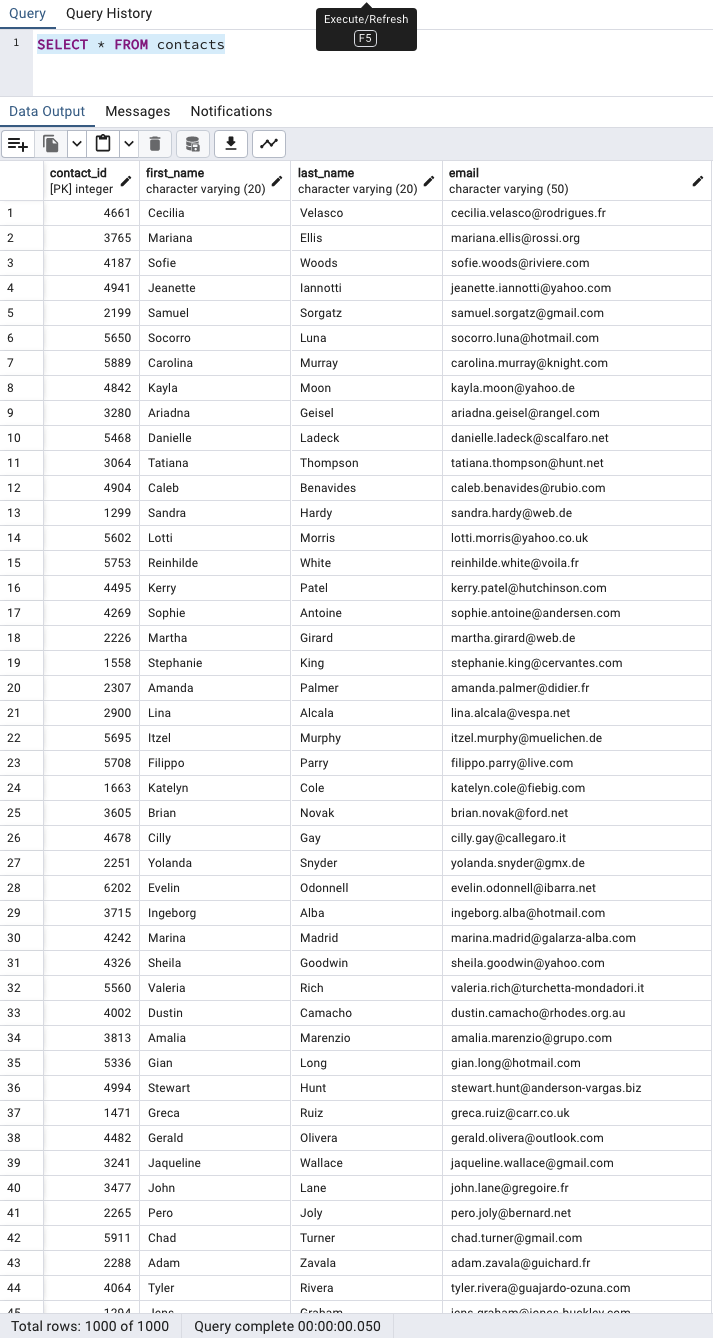 Query Query History
Execute/Refresh
F5
1 SELECT * FROM contacts
Data Output Messages Notifications
contact_id first_name last_name email
[PK] integer character varying (20) character varying (20) character varying (50)
1 4661 Cecilia Velasco cecilia.velasco@rodrigues.fr
2 3765 Mariana Ellis mariana.ellis@rossi.org
3 4187 Sofie Woods sofie.woods@riviere.com
4 4941 Jeanette Iannotti jeanette.iannotti@yahoo.com
5 2199 Samuel Sorgatz samuel.sorgatz@gmail.com
6 5650 Socorro Luna socorro.luna@hotmail.com
7 5889 Carolina Murray carolina.murray@knight.com
8 4842 Kayla Moon kayla.moon@yahoo.de
9 3280 Ariadna Geisel ariadna.geisel@rangel.com
10 5468 Danielle Ladeck danielle.ladeck@scalfaro.net
11 3064 Tatiana Thompson tatiana.thompson@hunt.net
12 4904 Caleb Benavides caleb.benavides@rubio.com
13 1299 Sandra Hardy sandra.hardy@web.de
14 5602 Lotti Morris lotti.morris@yahoo.co.uk
15 5753 Reinhilde White reinhilde.white@voila.fr
16 4495 Kerry Patel kerry.patel@hutchinson.com
17 4269 Sophie Antoine sophie.antoine@andersen.com
18 2226 Martha Girard martha.girard@web.de
19 1558 Stephanie King stephanie.king@cervantes.com
20 2307 Amanda Palmer amanda.palmer@didier.fr
21 2900 Lina Alcala lina.alcala@vespa.net
22 5695 Itzel Murphy itzel.murphy@muelichen.de
23 5708 Filippo Parry filippo.parry@live.com
24 1663 Katelyn Cole katelyn.cole@fiebig.com
25 3605 Brian Novak brian.novak@ford.net
26 4678 Cilly Gay cilly.gay@callegaro.it
27 2251 Yolanda Snyder yolanda.snyder@gmx.de
28 6202 Evelin Odonnell evelin.odonnell@ibarra.net
29 3715 Ingeborg Alba ingeborg.alba@hotmail.com
30 4242 Marina Madrid marina.madrid@galarza-alba.com
31 4326 Sheila Goodwin sheila.goodwin@yahoo.com
32 5560 Valeria Rich valeria.rich@turchetta-mondadori.it
33 4002 Dustin Camacho dustin.camacho@rhodes.org.au
34 3813 Amalia Marenzio amalia.marenzio@grupo.com
35 5336 Gian Long gian.long@hotmail.com
36 4994 Stewart Hunt stewart.hunt@anderson-vargas.biz
37 1471 Greca Ruiz greca.ruiz@carr.co.uk
38 4482 Gerald Olivera gerald.olivera@outlook.com
39 3241 Jaqueline Wallace jaqueline.wallace@gmail.com
40 3477 John Lane john.lane@gregoire.fr
41 2265 Pero Joly pero.joly@bernard.net
42 5911 Chad Turner chad.turner@gmail.com
43 2288 Adam Zavala adam.zavala@guichard.fr
44 4064 Tyler Rivera tyler.rivera@guajardo-ozuna.com
Total rows: 1000 of 1000 Query complete 00:00:00.050